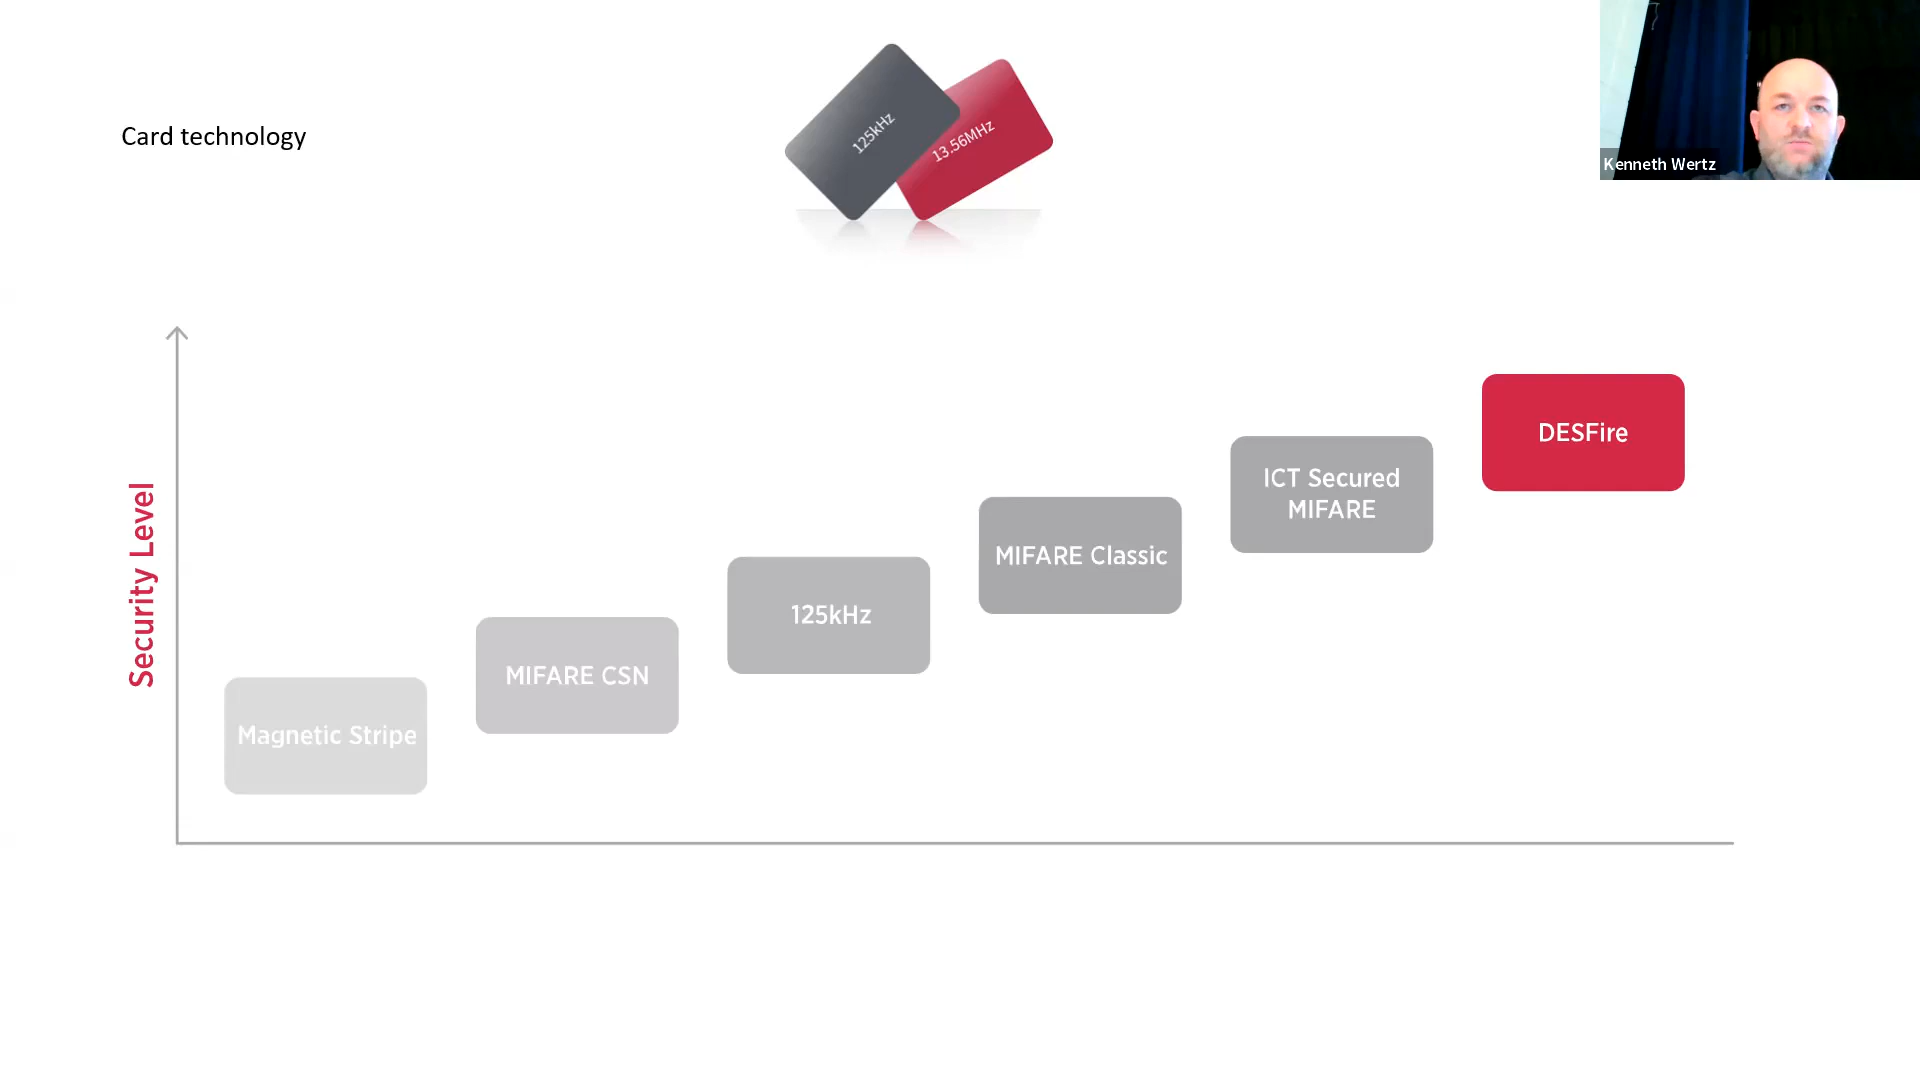 Card technology
125kHz
13.56MHz
Kenneth Wertz
Security Level
DESFire
ICT Secured
MIFARE
MIFARE Classic
125kHz
MIFARE CSN
Magnetic Stripe